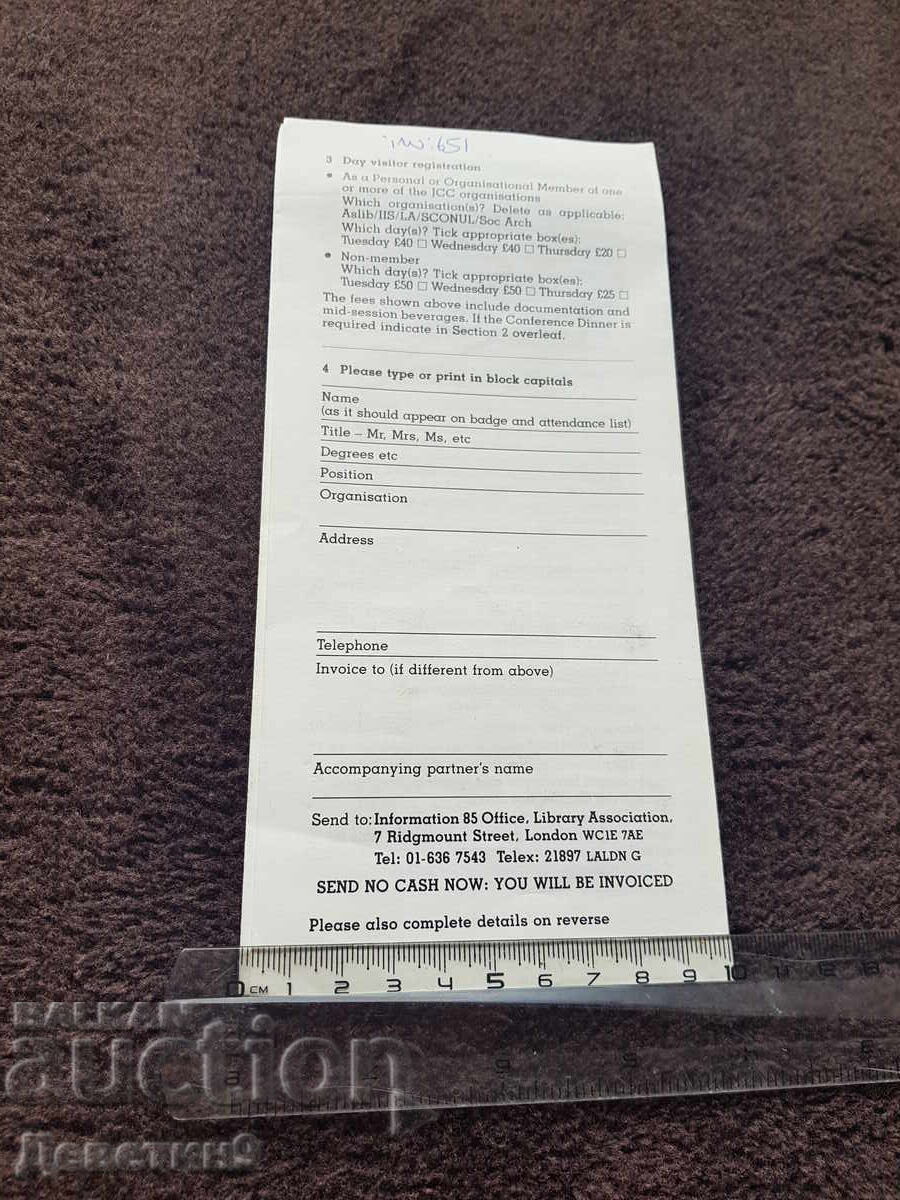 3 Day visitor registration
• As a Personal or Organisational Member of one
or more of the JCC organisations
Which organisation(s)? Delete as applicable:
Aslib/IIS/LA/SCONUL/Soc Arch
Which day(s)? Tick appropriate box(es):
Tuesday £40 □ Wednesday £40 □ Thursday £20 □
• Non-member
Which day(s)? Tick appropriate box(es):
Tuesday £50 □ Wednesday £50 □ Thursday £25 □
The fees shown above include documentation and
mid-session beverages. If the Conference Dinner is
required indicate in Section 2 overleaf.
4 Please type or print in block capitals
Name
(as it should appear on badge and attendance list)
Title – Mr, Mrs, Ms, etc
Degrees etc
Position
Organisation
Address
Telephone
Invoice to (if different from above)
Accompanying partner's name
Send to: Information 85 Office, Library Association,
7 Ridgmount Street, London WC1E 7AE
Tel: 01-636 7543 Telex: 21897 LALDN G
SEND NO CASH NOW: YOU WILL BE INVOICED
Please also complete details on reverse
0 CM 1 2 3 4 5 6 7 8 9 10 11 12 13
BALKAN
auction
Деветкин9